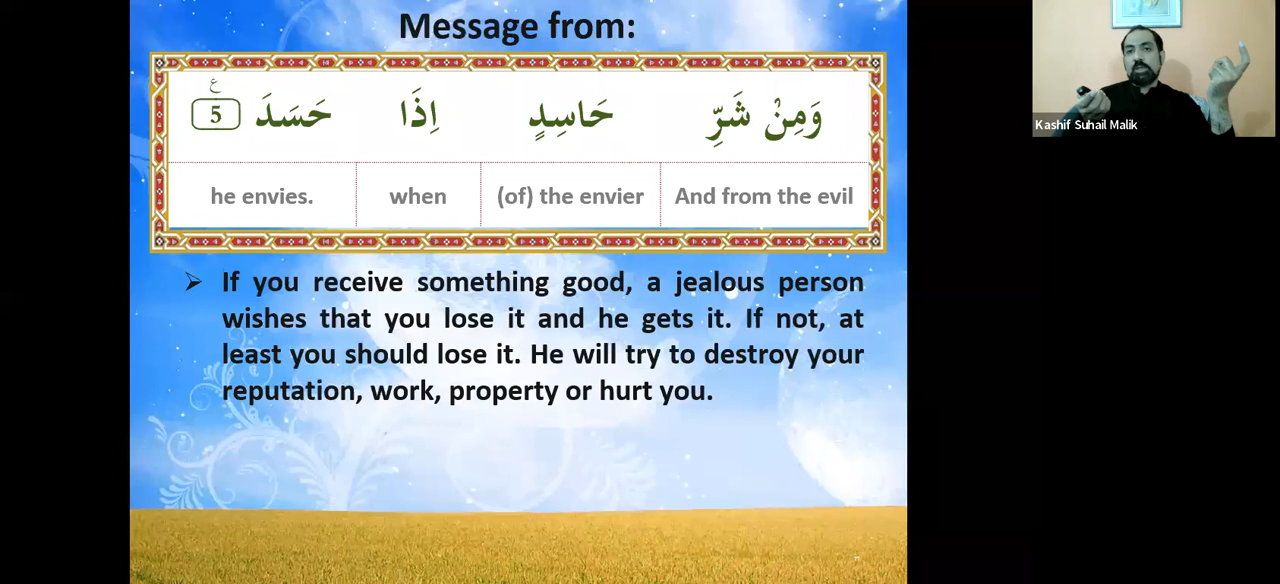 Message from:
وَمِنْ شَرِّ حَاسِدٍ اِذَا حَسَدَ 5 ع
he envies. when (of) the envier And from the evil
➢ If you receive something good, a jealous person
wishes that you lose it and he gets it. If not, at
least you should lose it. He will try to destroy your
reputation, work, property or hurt you.
Kashif Suhail Malik